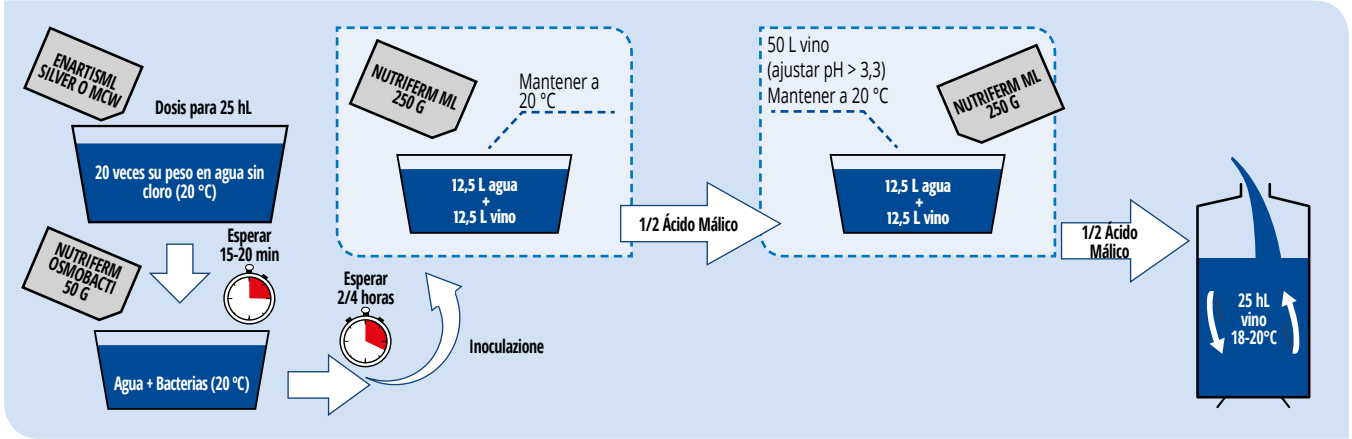 ENARTISML
SILVER O MCW
Dosis para 25 hL
20 veces su peso en agua sin
cloro (20 °C)
NUTRIFERM
OSMOBACTI
50 G
Esperar
15-20 min
Agua + Bacterias (20 °C)
Esperar
2/4 horas
Inoculazione
NUTRIFERM ML
250 G
Mantener a
20 °C
12,5 L agua
+
12,5 L vino
1/2 Ácido Málico
50 L vino
(ajustar pH > 3,3)
Mantener a 20 °C
NUTRIFERM ML
250 G
12,5 L agua
+
12,5 L vino
1/2 Ácido
Málico
25 hL
vino
18-20°C